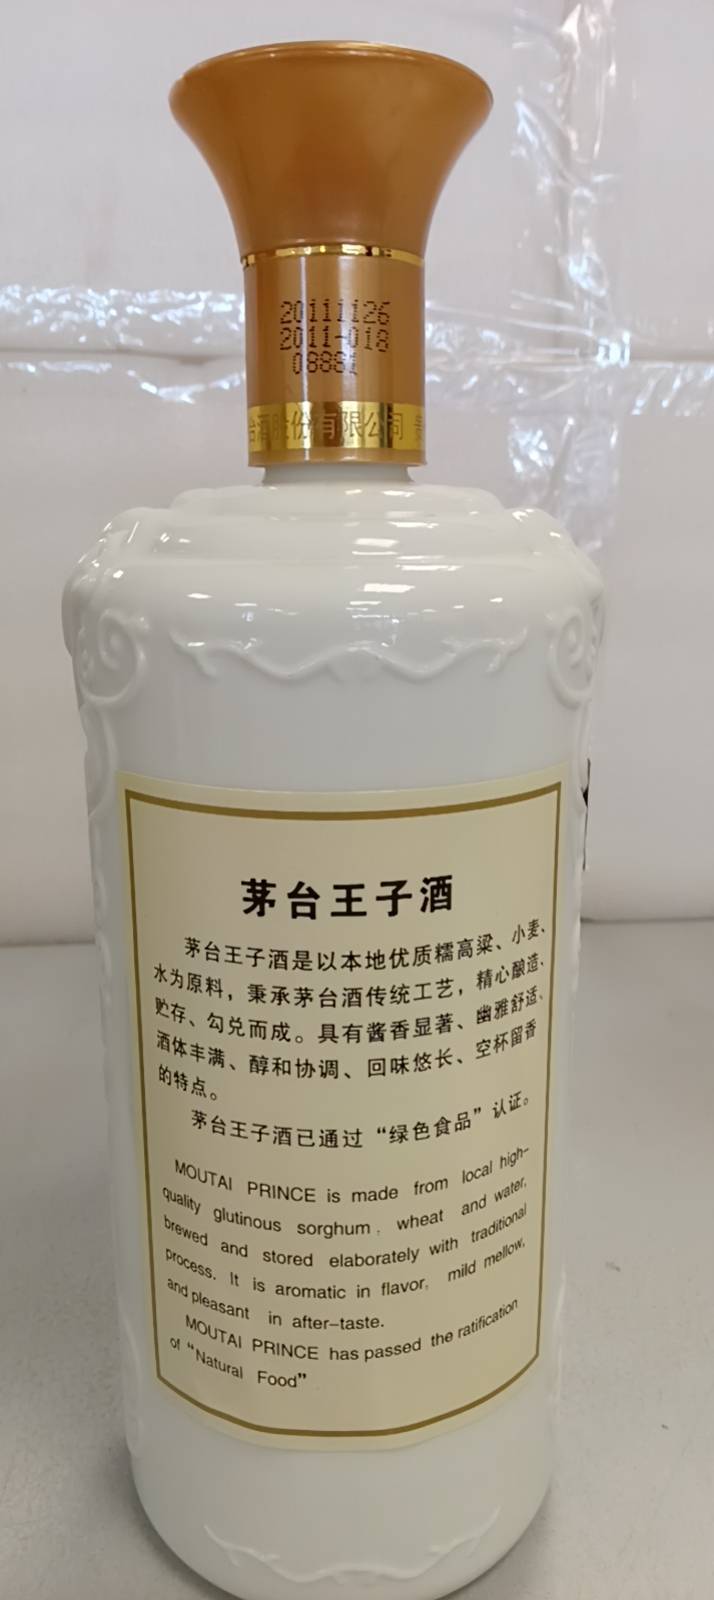 20111126
2011-018
08881
台酒股份有限公司 贵
茅台王子酒
茅台王子酒是以本地优质糯高粱、小麦、
水为原料，秉承茅台酒传统工艺，精心酿造、
贮存、勾兑而成。具有酱香显著、幽雅舒适、
酒体丰满、醇和协调、回味悠长、空杯留香
的特点。
茅台王子酒已通过“绿色食品”认证。
MOUTAI PRINCE is made from local high-
quality glutinous sorghum, wheat and water,
brewed and stored elaborately with traditional
process. It is aromatic in flavor, mild mellow,
and pleasant in after-taste.
MOUTAI PRINCE has passed the ratification
of "Natural Food"